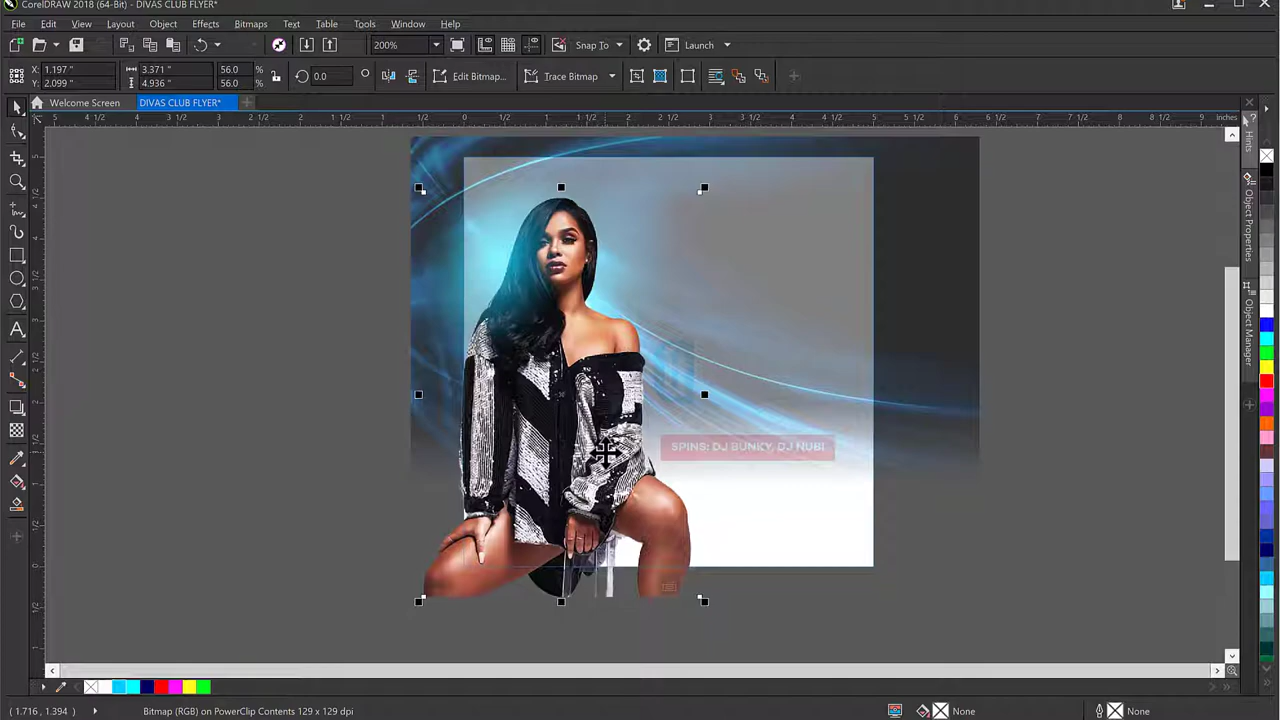 CorelDRAW 2018 (64-Bit) - DIVAS CLUB FLYER*
File Edit View Layout Object Effects Bitmaps Text Table Tools Window Help
200% Snap To Launch
X: 1.197 " 3.371 " 56.0 % 0.0 Edit Bitmap... Trace Bitmap
Y: 2.099 " 4.936 " 56.0 %
Welcome Screen DIVAS CLUB FLYER*
inches
Hints
Object Properties
Object Manager
SPINS: DJ BUNKY, DJ NUBI
( 1.716 , 1.394 ) Bitmap (RGB) on PowerClip Contents 129 x 129 dpi None None